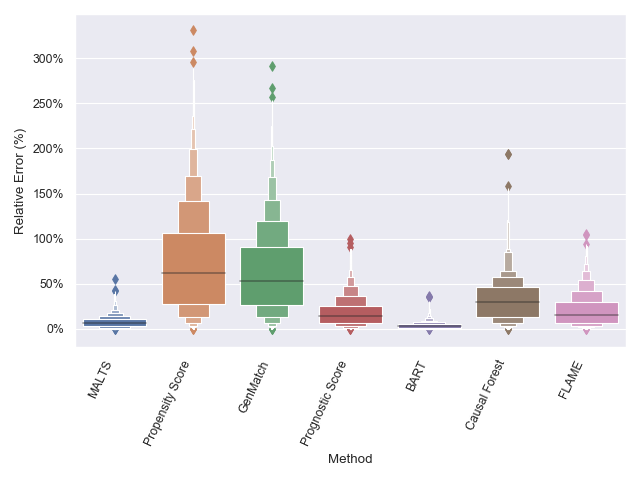 300%
250%
200%
150%
100%
50%
0%
Relative Error (%)
MALTS
Propensity Score
GenMatch
Prognostic Score
BART
Causal Forest
FLAME
Method